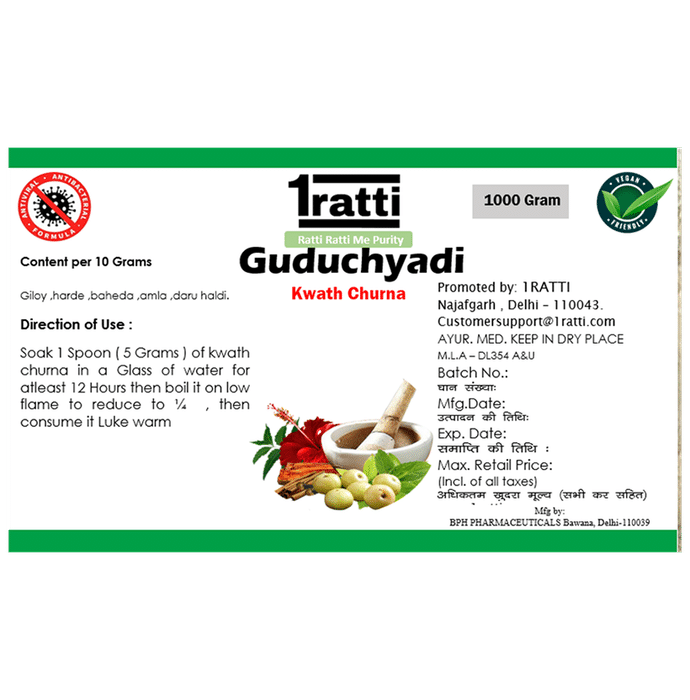 ANTIVIRAL - ANTIBACTERIAL
FORMULA
1ratti
Ratti Ratti Me Purity
Guduchyadi
Kwath Churna
1000 Gram
VEGAN
FRIENDLY
Content per 10 Grams
Giloy ,harde ,baheda ,amla ,daru haldi.
Direction of Use :
Soak 1 Spoon ( 5 Grams ) of kwath
churna in a Glass of water for
atleast 12 Hours then boil it on low
flame to reduce to ¼ , then
consume it Luke warm
Promoted by: 1RATTI
Najafgarh , Delhi – 110043.
Customersupport@1ratti.com
AYUR. MED. KEEP IN DRY PLACE
M.L.A – DL354 A&U
Batch No.:
घान संख्याः
Mfg.Date:
उत्पादन की तिथिः
Exp. Date:
समाप्ति की तिथि :
Max. Retail Price:
(Incl. of all taxes)
अधिकतम खुदरा मूल्य (सभी कर सहित)
Mfg by:
BPH PHARMACEUTICALS Bawana, Delhi-110039